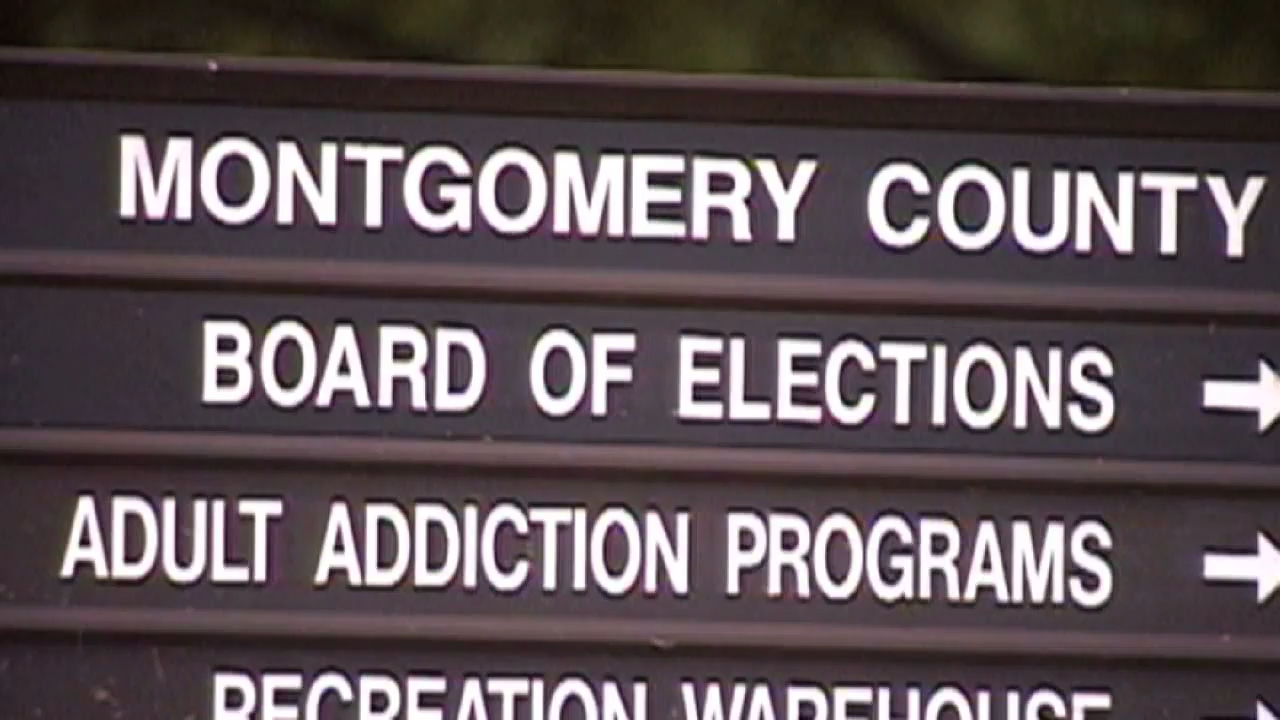 MONTGOMERY COUNTY
BOARD OF ELECTIONS
ADULT ADDICTION PROGRAMS
RECREATION WAREHOUSE